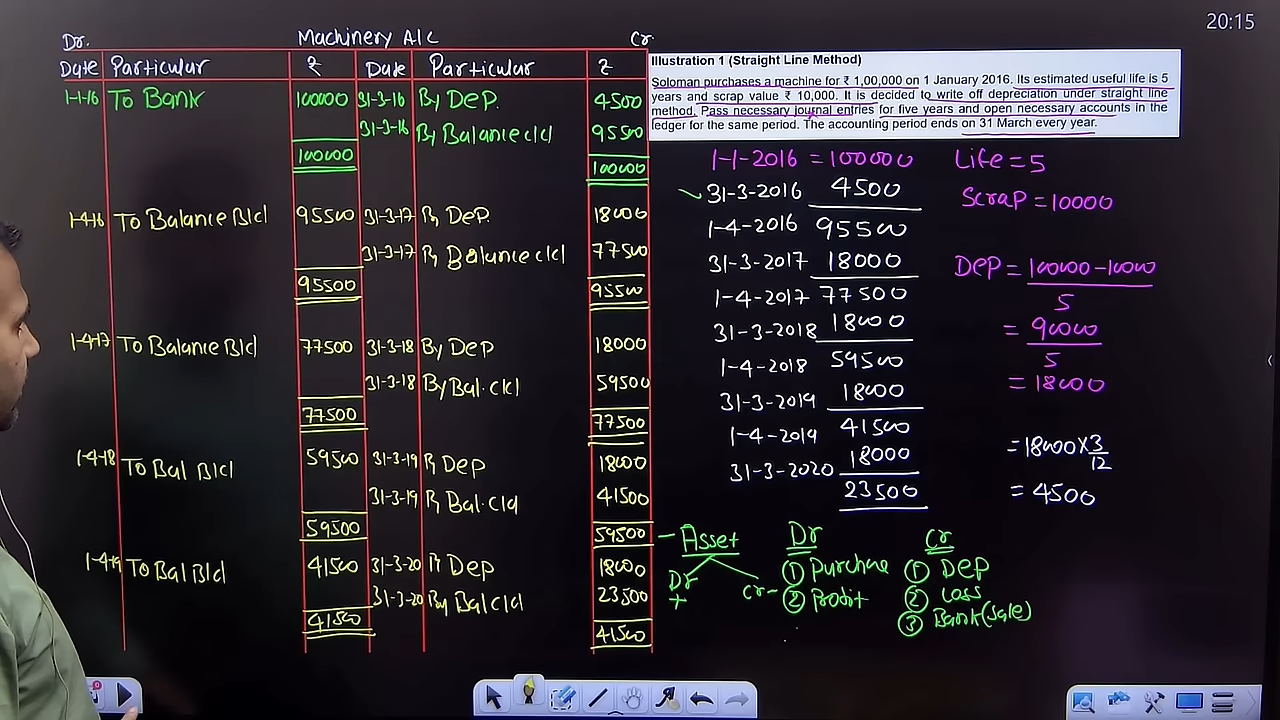 20:15
Dr. Machinery A/C Cr.
Date Particular ₹ Date Particular ₹
1-1-16 To Bank 100000 31-3-16 By Dep. 4500
31-3-16 By Balance c/d 95500
100000 100000
1-4-16 To Balance B/d 95500 31-3-17 By Dep. 18000
31-3-17 By Balance c/d 77500
95500 95500
1-4-17 To Balance B/d 77500 31-3-18 By Dep 18000
31-3-18 By Bal. c/d 59500
77500 77500
1-4-18 To Bal B/d 59500 31-3-19 By Dep 18000
31-3-19 By Bal. c/d 41500
59500 59500
1-4-19 To Bal B/d 41500 31-3-20 By Dep 18000
31-3-20 By Bal c/d 23500
41500 41500
Illustration 1 (Straight Line Method)
Soloman purchases a machine for ₹ 1,00,000 on 1 January 2016. Its estimated useful life is 5
years and scrap value ₹ 10,000. It is decided to write off depreciation under straight line
method. Pass necessary journal entries for five years and open necessary accounts in the
ledger for the same period. The accounting period ends on 31 March every year.
1-1-2016 = 100000
31-3-2016 4500
1-4-2016 95500
31-3-2017 18000
1-4-2017 77500
31-3-2018 18000
1-4-2018 59500
31-3-2019 18000
1-4-2019 41500
31-3-2020 18000
23500
Life = 5
Scrap = 10000
Dep = 100000 - 10000
5
= 90000
5
= 18000
= 18000 × 3
12
= 4500
- Asset Dr Cr
Dr Cr - ① Purchase ① Dep
+ ② Profit ② Loss
③ Bank (Sale)